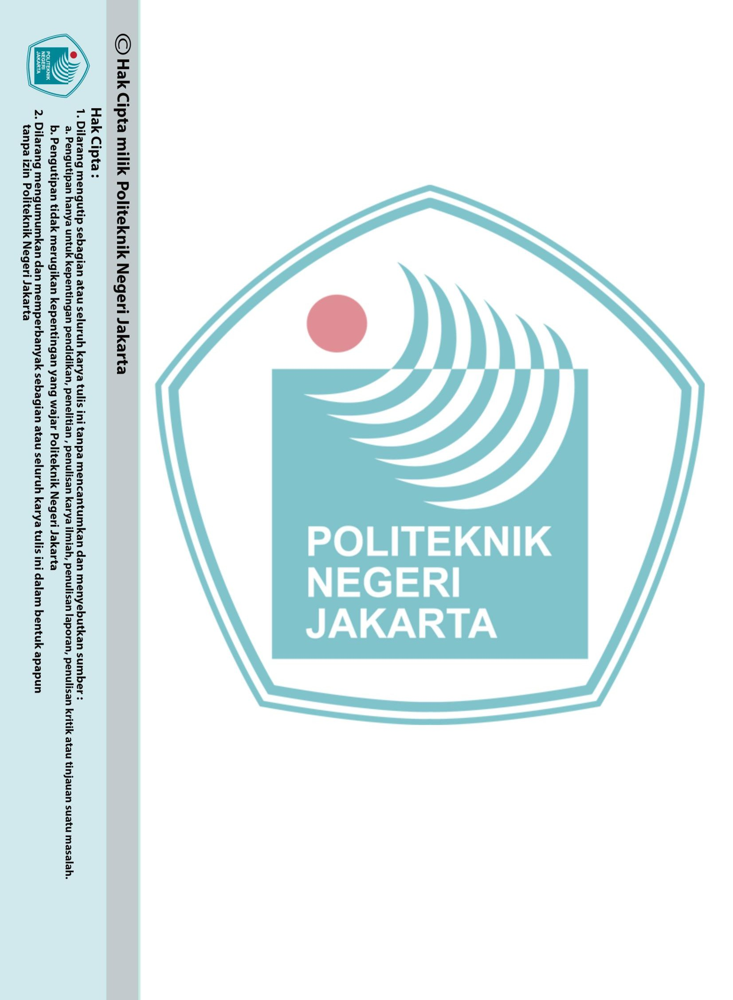 © Hak Cipta milik Politeknik Negeri Jakarta
Hak Cipta :
1. Dilarang mengutip sebagian atau seluruh karya tulis ini tanpa mencantumkan dan menyebutkan sumber :
a. Pengutipan hanya untuk kepentingan pendidikan, penelitian , penulisan karya ilmiah, penulisan laporan, penulisan kritik atau tinjauan suatu masalah.
b. Pengutipan tidak merugikan kepentingan yang wajar Politeknik Negeri Jakarta
2. Dilarang mengumumkan dan memperbanyak sebagian atau seluruh karya tulis ini dalam bentuk apapun
tanpa izin Politeknik Negeri Jakarta
POLITEKNIK
NEGERI
JAKARTA
POLITEKNIK
NEGERI
JAKARTA